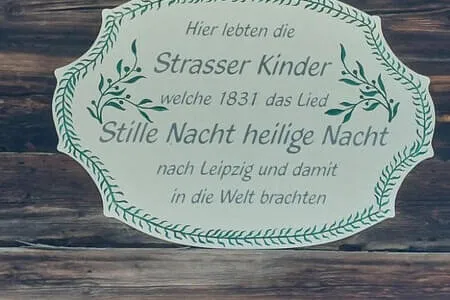 Hier lebten die
Strasser Kinder
welche 1831 das Lied
Stille Nacht heilige Nacht
nach Leipzig und damit
in die Welt brachten